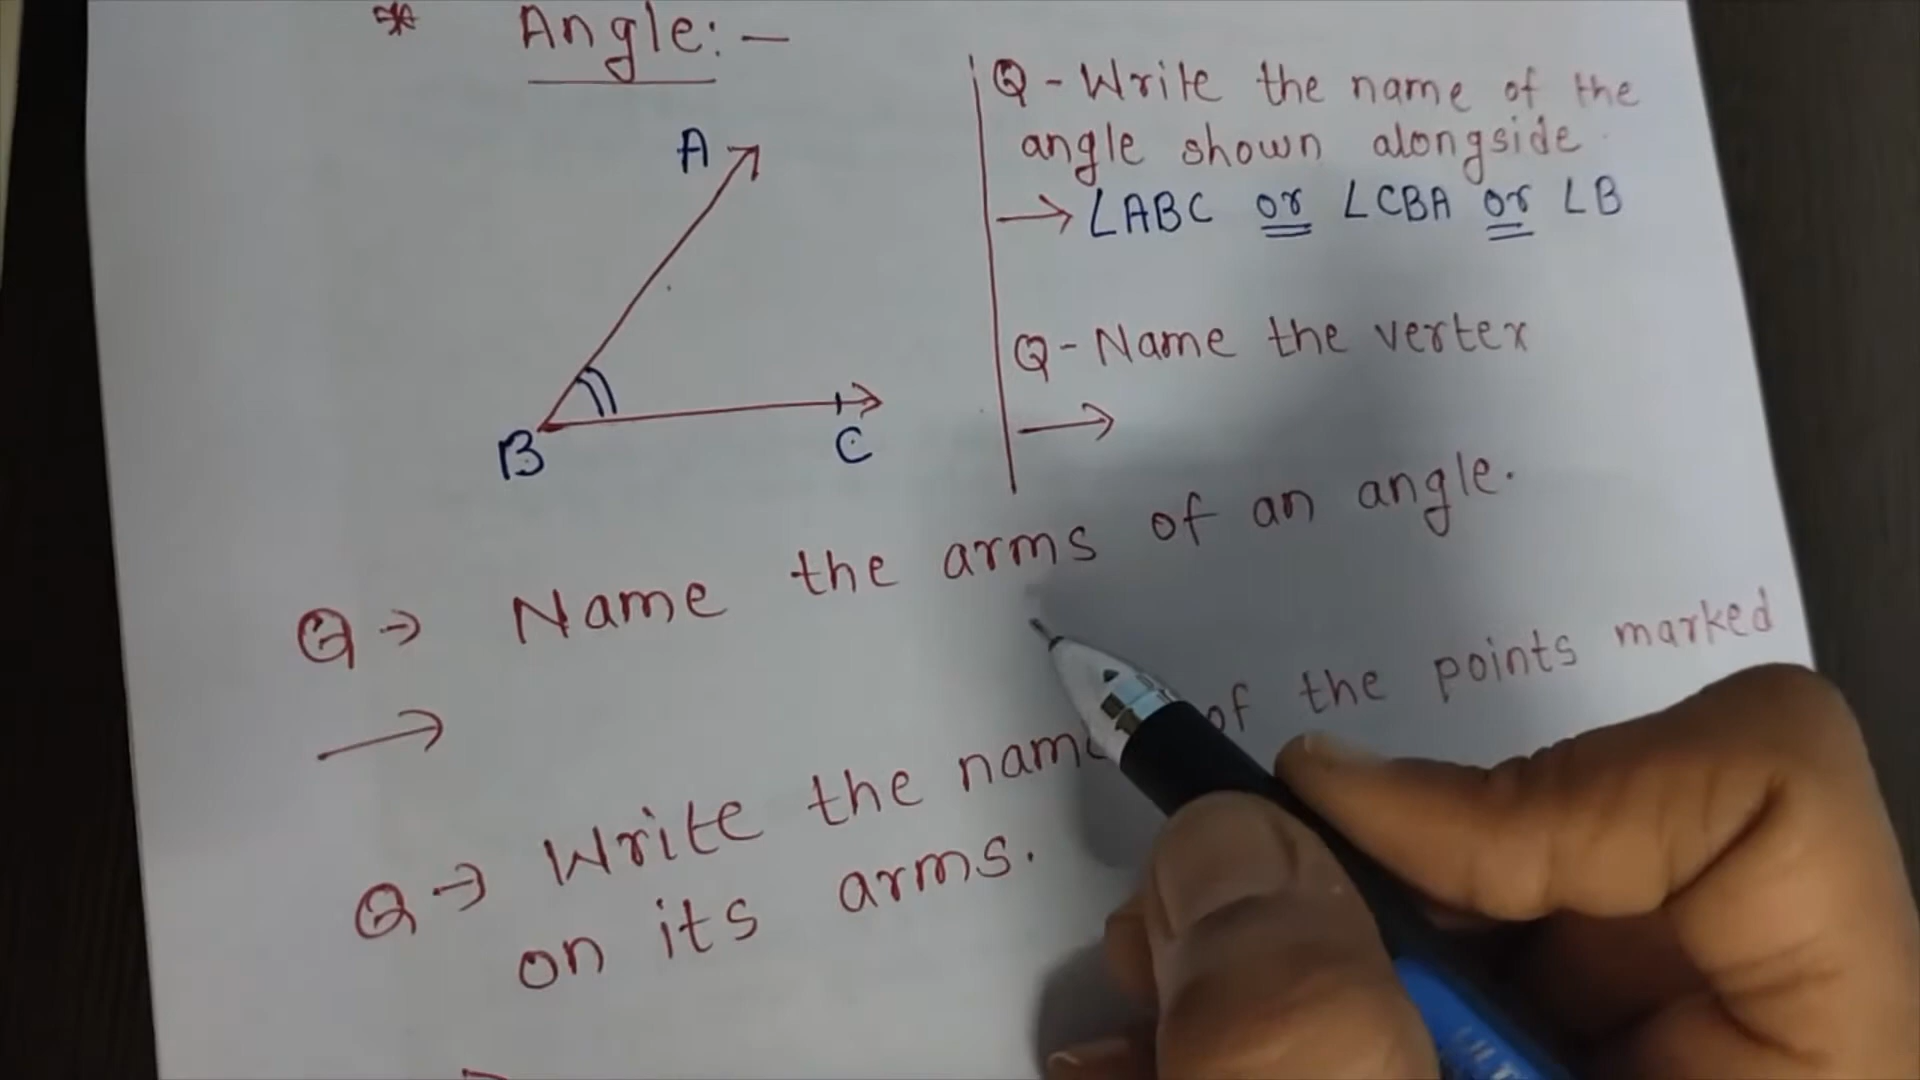 * Angle:-
A
B
C
Q - Write the name of the
angle shown alongside.
→ ∠ABC or ∠CBA or ∠B
Q - Name the vertex
→
Q → Name the arms of an angle.
→
Q → Write the name of the points marked
on its arms.